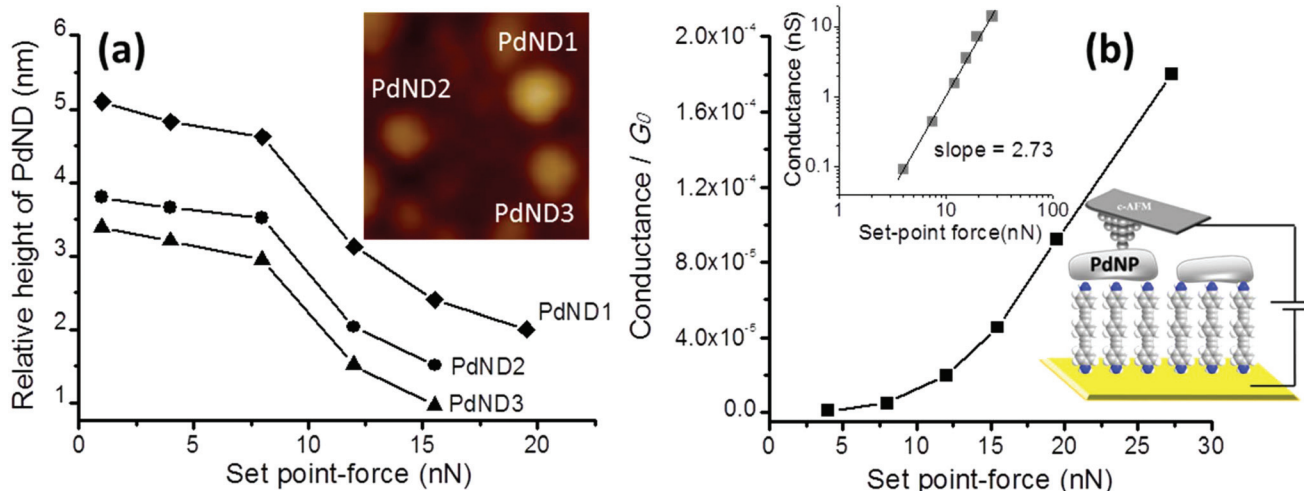 (a)
Relative height of PdND (nm)
6
5
4
3
2
1
PdND1
PdND2
PdND3
PdND1
PdND2
PdND3
0 5 10 15 20
Set point-force (nN)
(b)
Conductance / G0
2.0x10-4
1.6x10-4
1.2x10-4
8.0x10-5
4.0x10-5
0.0
Conductance (nS)
10
1
0.1
slope = 2.73
1 10 100
Set-point force(nN)
c-AFM
PdNP
0 5 10 15 20 25 30
Set point-force (nN)